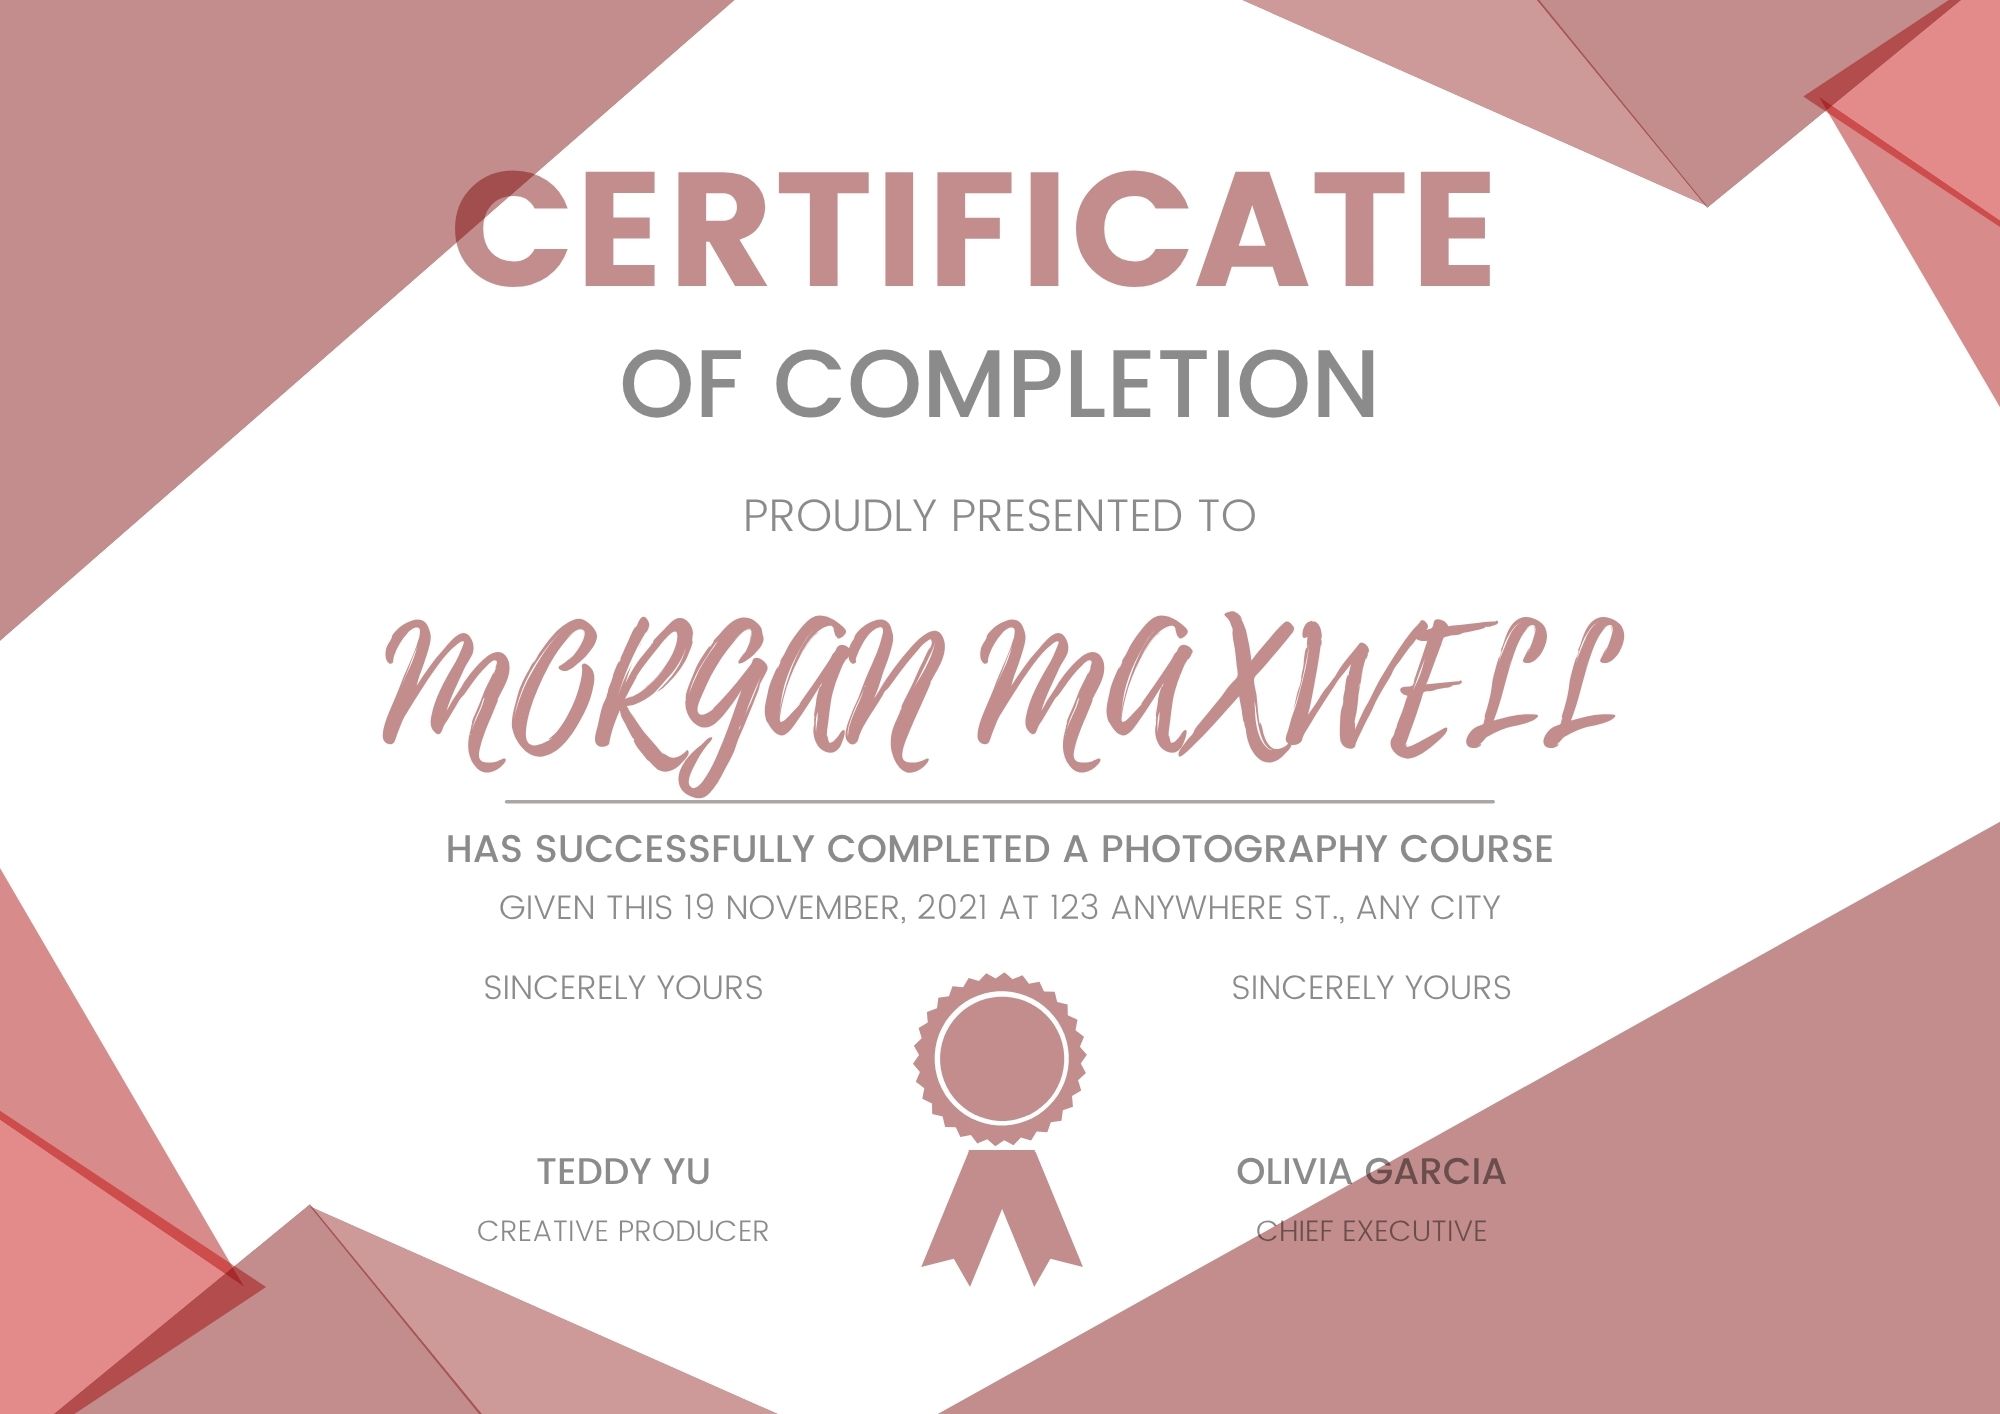 CERTIFICATE
OF COMPLETION
PROUDLY PRESENTED TO
MORGAN MAXWELL
HAS SUCCESSFULLY COMPLETED A PHOTOGRAPHY COURSE
GIVEN THIS 19 NOVEMBER, 2021 AT 123 ANYWHERE ST., ANY CITY
SINCERELY YOURS
TEDDY YU
CREATIVE PRODUCER
SINCERELY YOURS
OLIVIA GARCIA
CHIEF EXECUTIVE